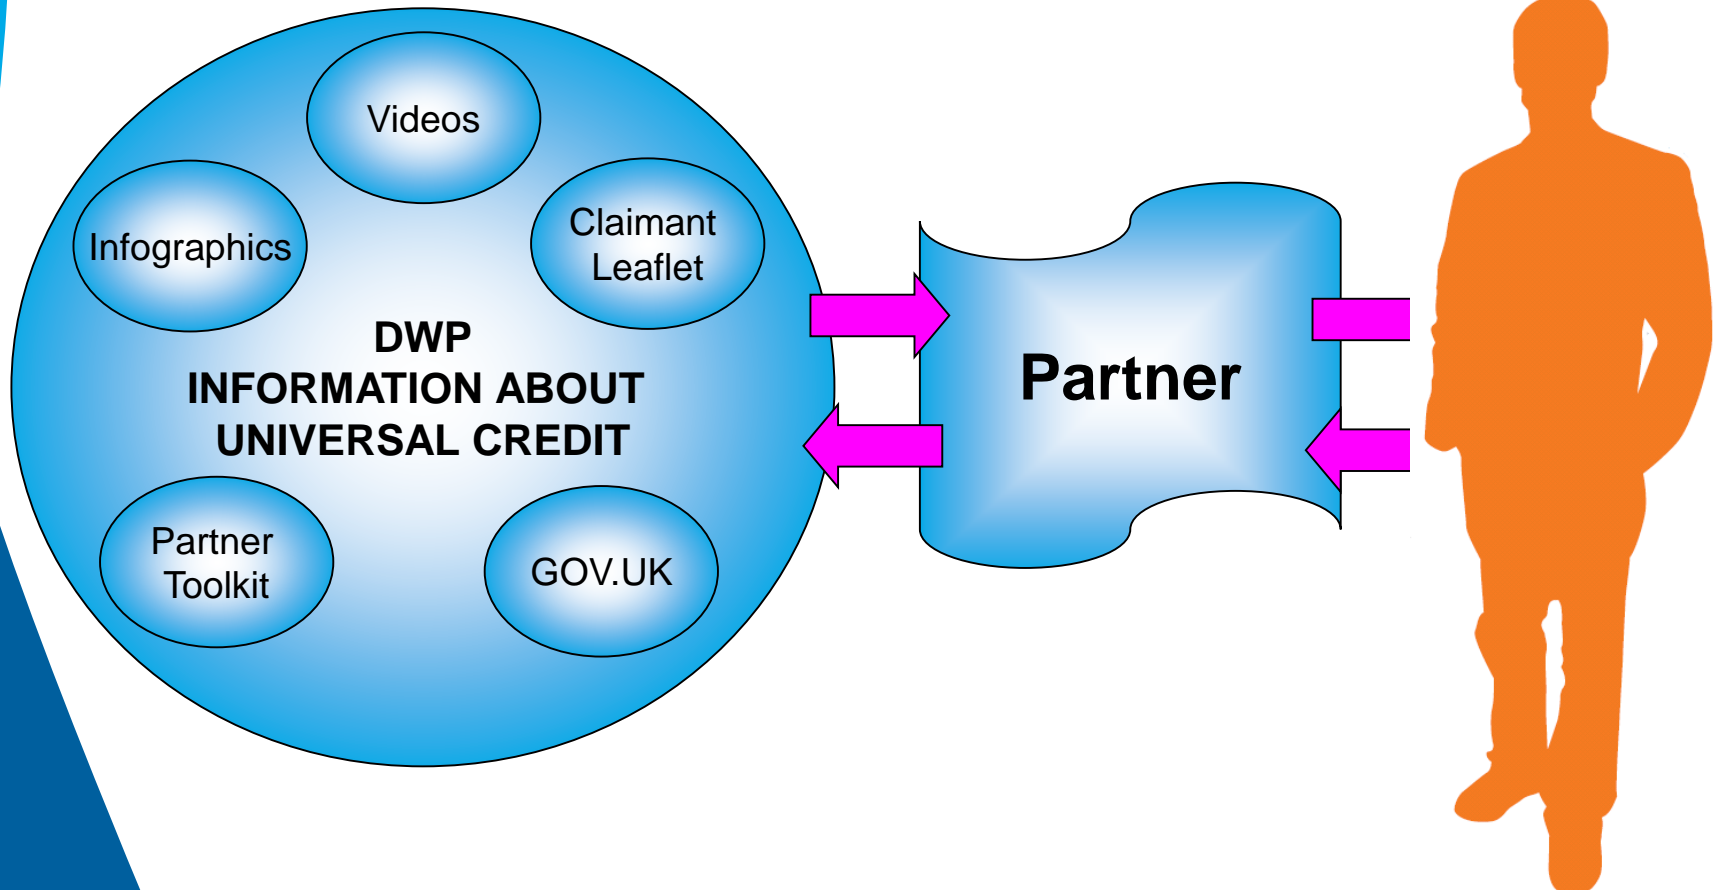 Videos
Infographics
Claimant
Leaflet
DWP
INFORMATION ABOUT
UNIVERSAL CREDIT
Partner
Toolkit
GOV.UK
Partner